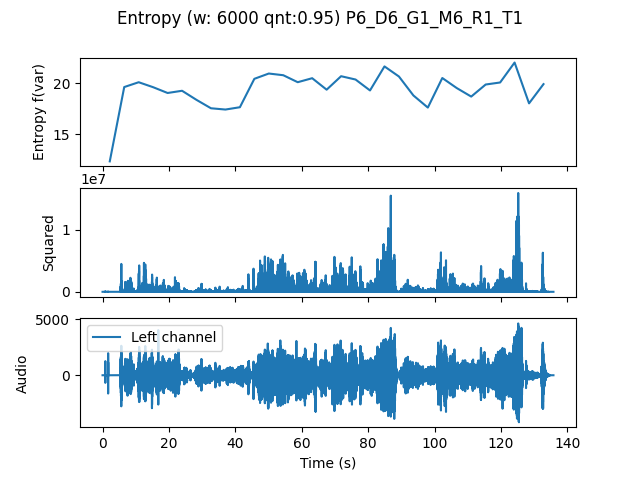 Entropy (w: 6000 qnt:0.95) P6_D6_G1_M6_R1_T1
Entropy f(var)
20
15
1e7
Squared
1
0
Audio
5000
0
Left channel
0 20 40 60 80 100 120 140
Time (s)